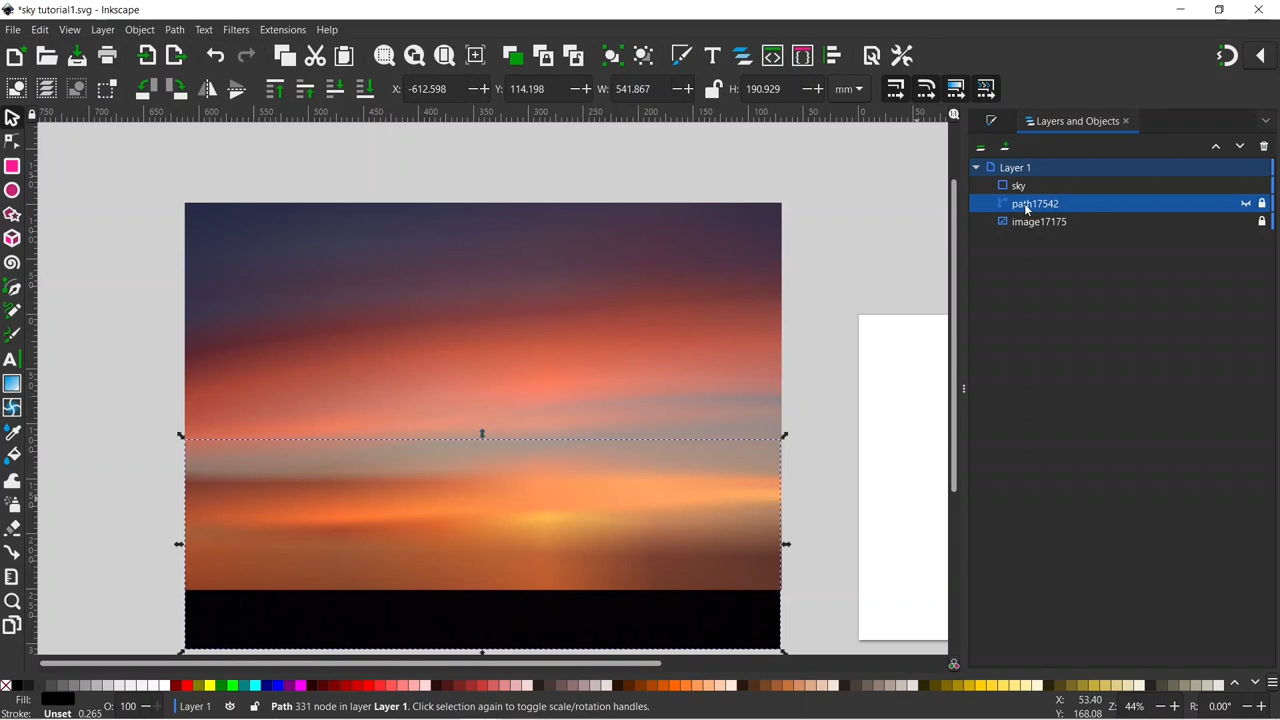 *sky tutorial1.svg - Inkscape
File Edit View Layer Object Path Text Filters Extensions Help
X: -612.598 Y: 114.198 W: 541.867 H: 190.929 mm
Layers and Objects
Layer 1
sky
path17542
image17175
Fill:
Stroke: Unset 0.265
O: 100
Layer 1
Path 331 node in layer Layer 1. Click selection again to toggle scale/rotation handles.
X: 53.40
Y: 168.08
Z: 44%
R: 0.00°